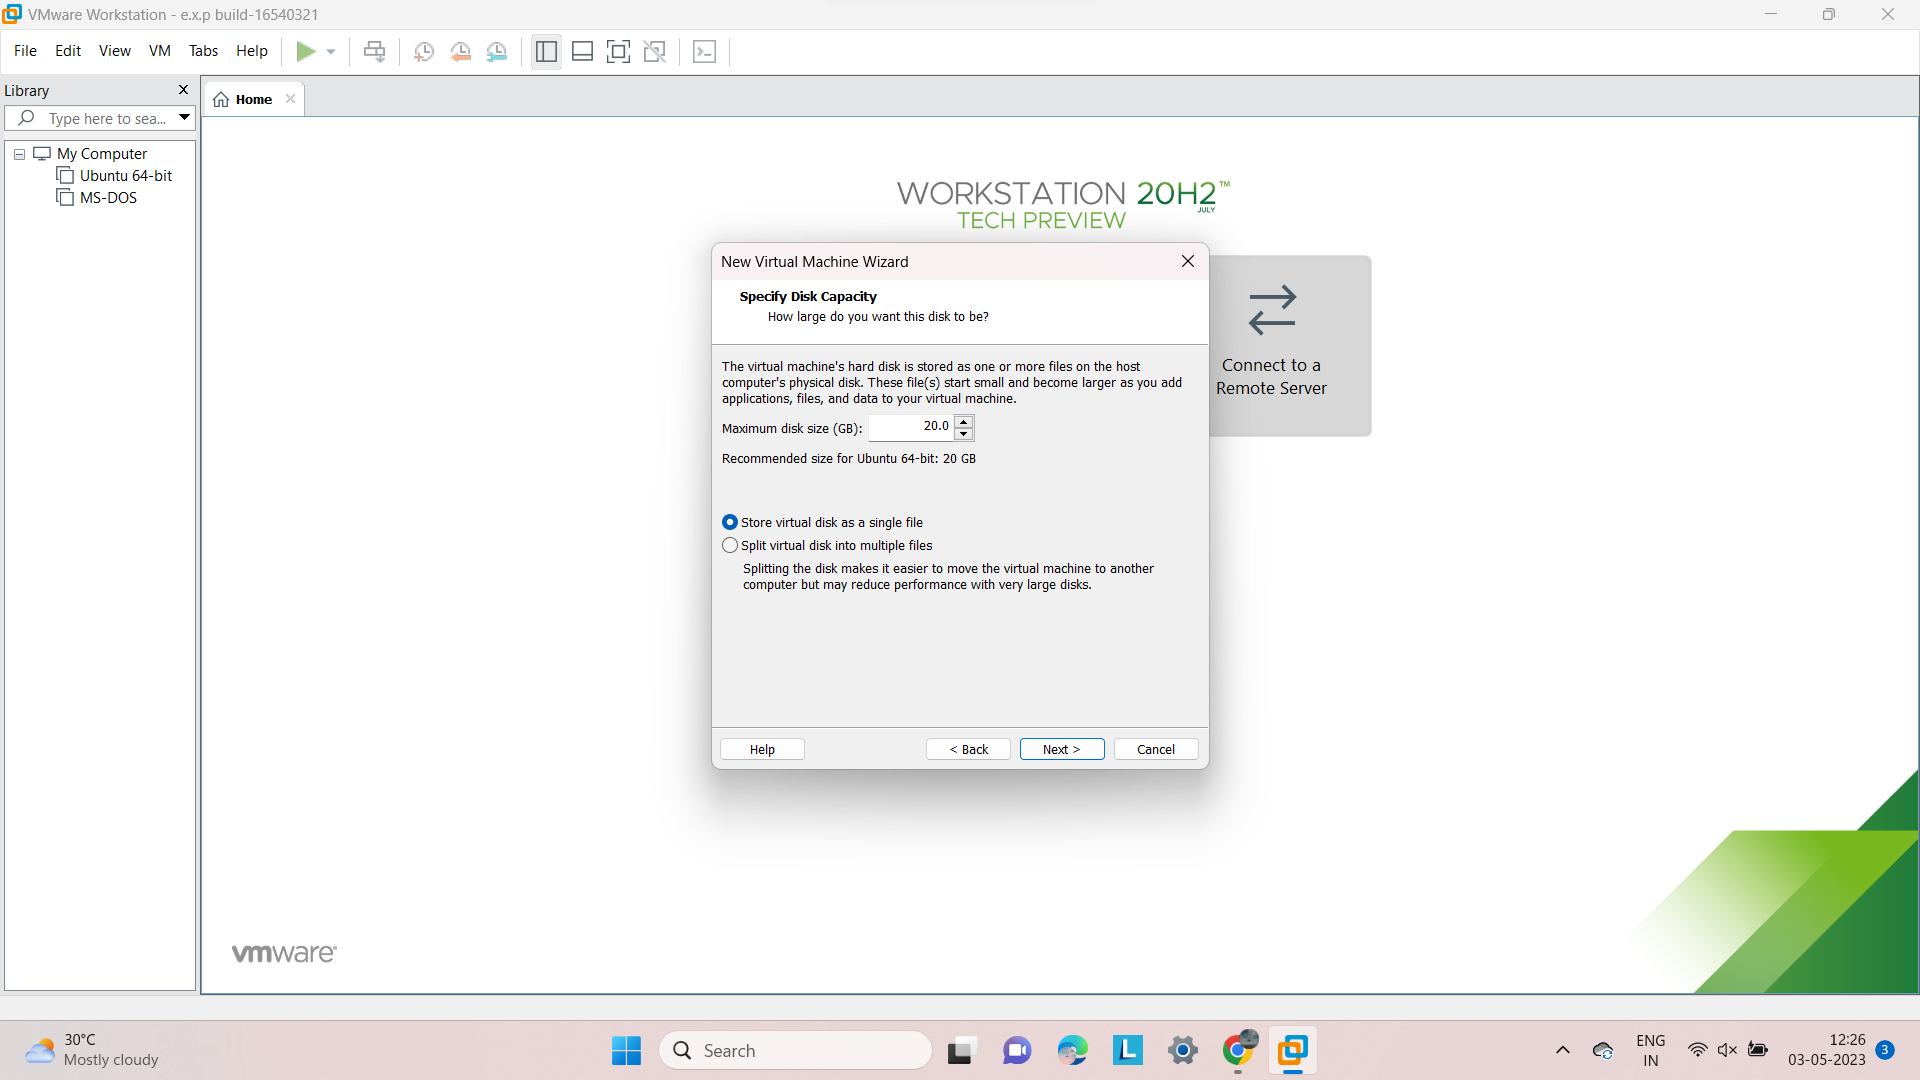 VMware Workstation - e.x.p build-16540321
File Edit View VM Tabs Help
Library
Type here to sea...
My Computer
Ubuntu 64-bit
MS-DOS
Home
WORKSTATION 20H2™
JULY
TECH PREVIEW
New Virtual Machine Wizard
Specify Disk Capacity
How large do you want this disk to be?
The virtual machine's hard disk is stored as one or more files on the host
computer's physical disk. These file(s) start small and become larger as you add
applications, files, and data to your virtual machine.
Maximum disk size (GB): 20.0
Recommended size for Ubuntu 64-bit: 20 GB
Store virtual disk as a single file
Split virtual disk into multiple files
Splitting the disk makes it easier to move the virtual machine to another
computer but may reduce performance with very large disks.
Help < Back Next > Cancel
Connect to a
Remote Server
vmware
30°C
Mostly cloudy
Search
L
ENG
IN
12:26
03-05-2023
3